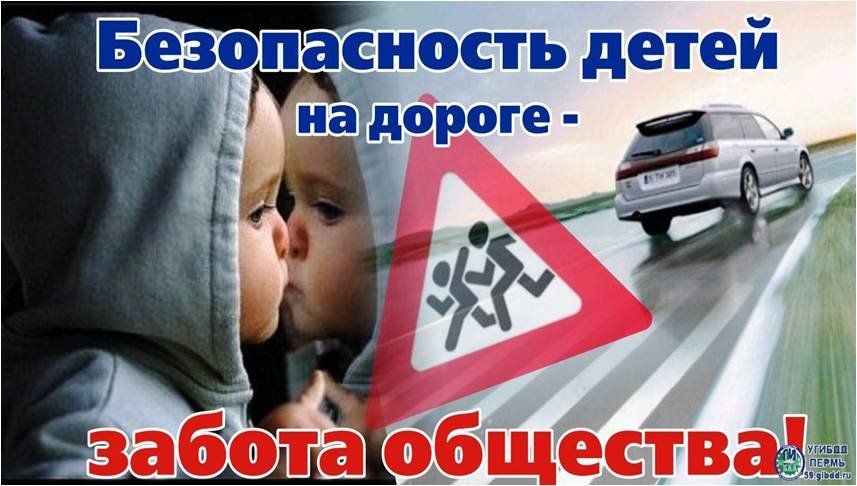 Безопасность детей
на дороге -
забота общества!
УГИБДД
ПЕРМЬ
59.gibdd.ru